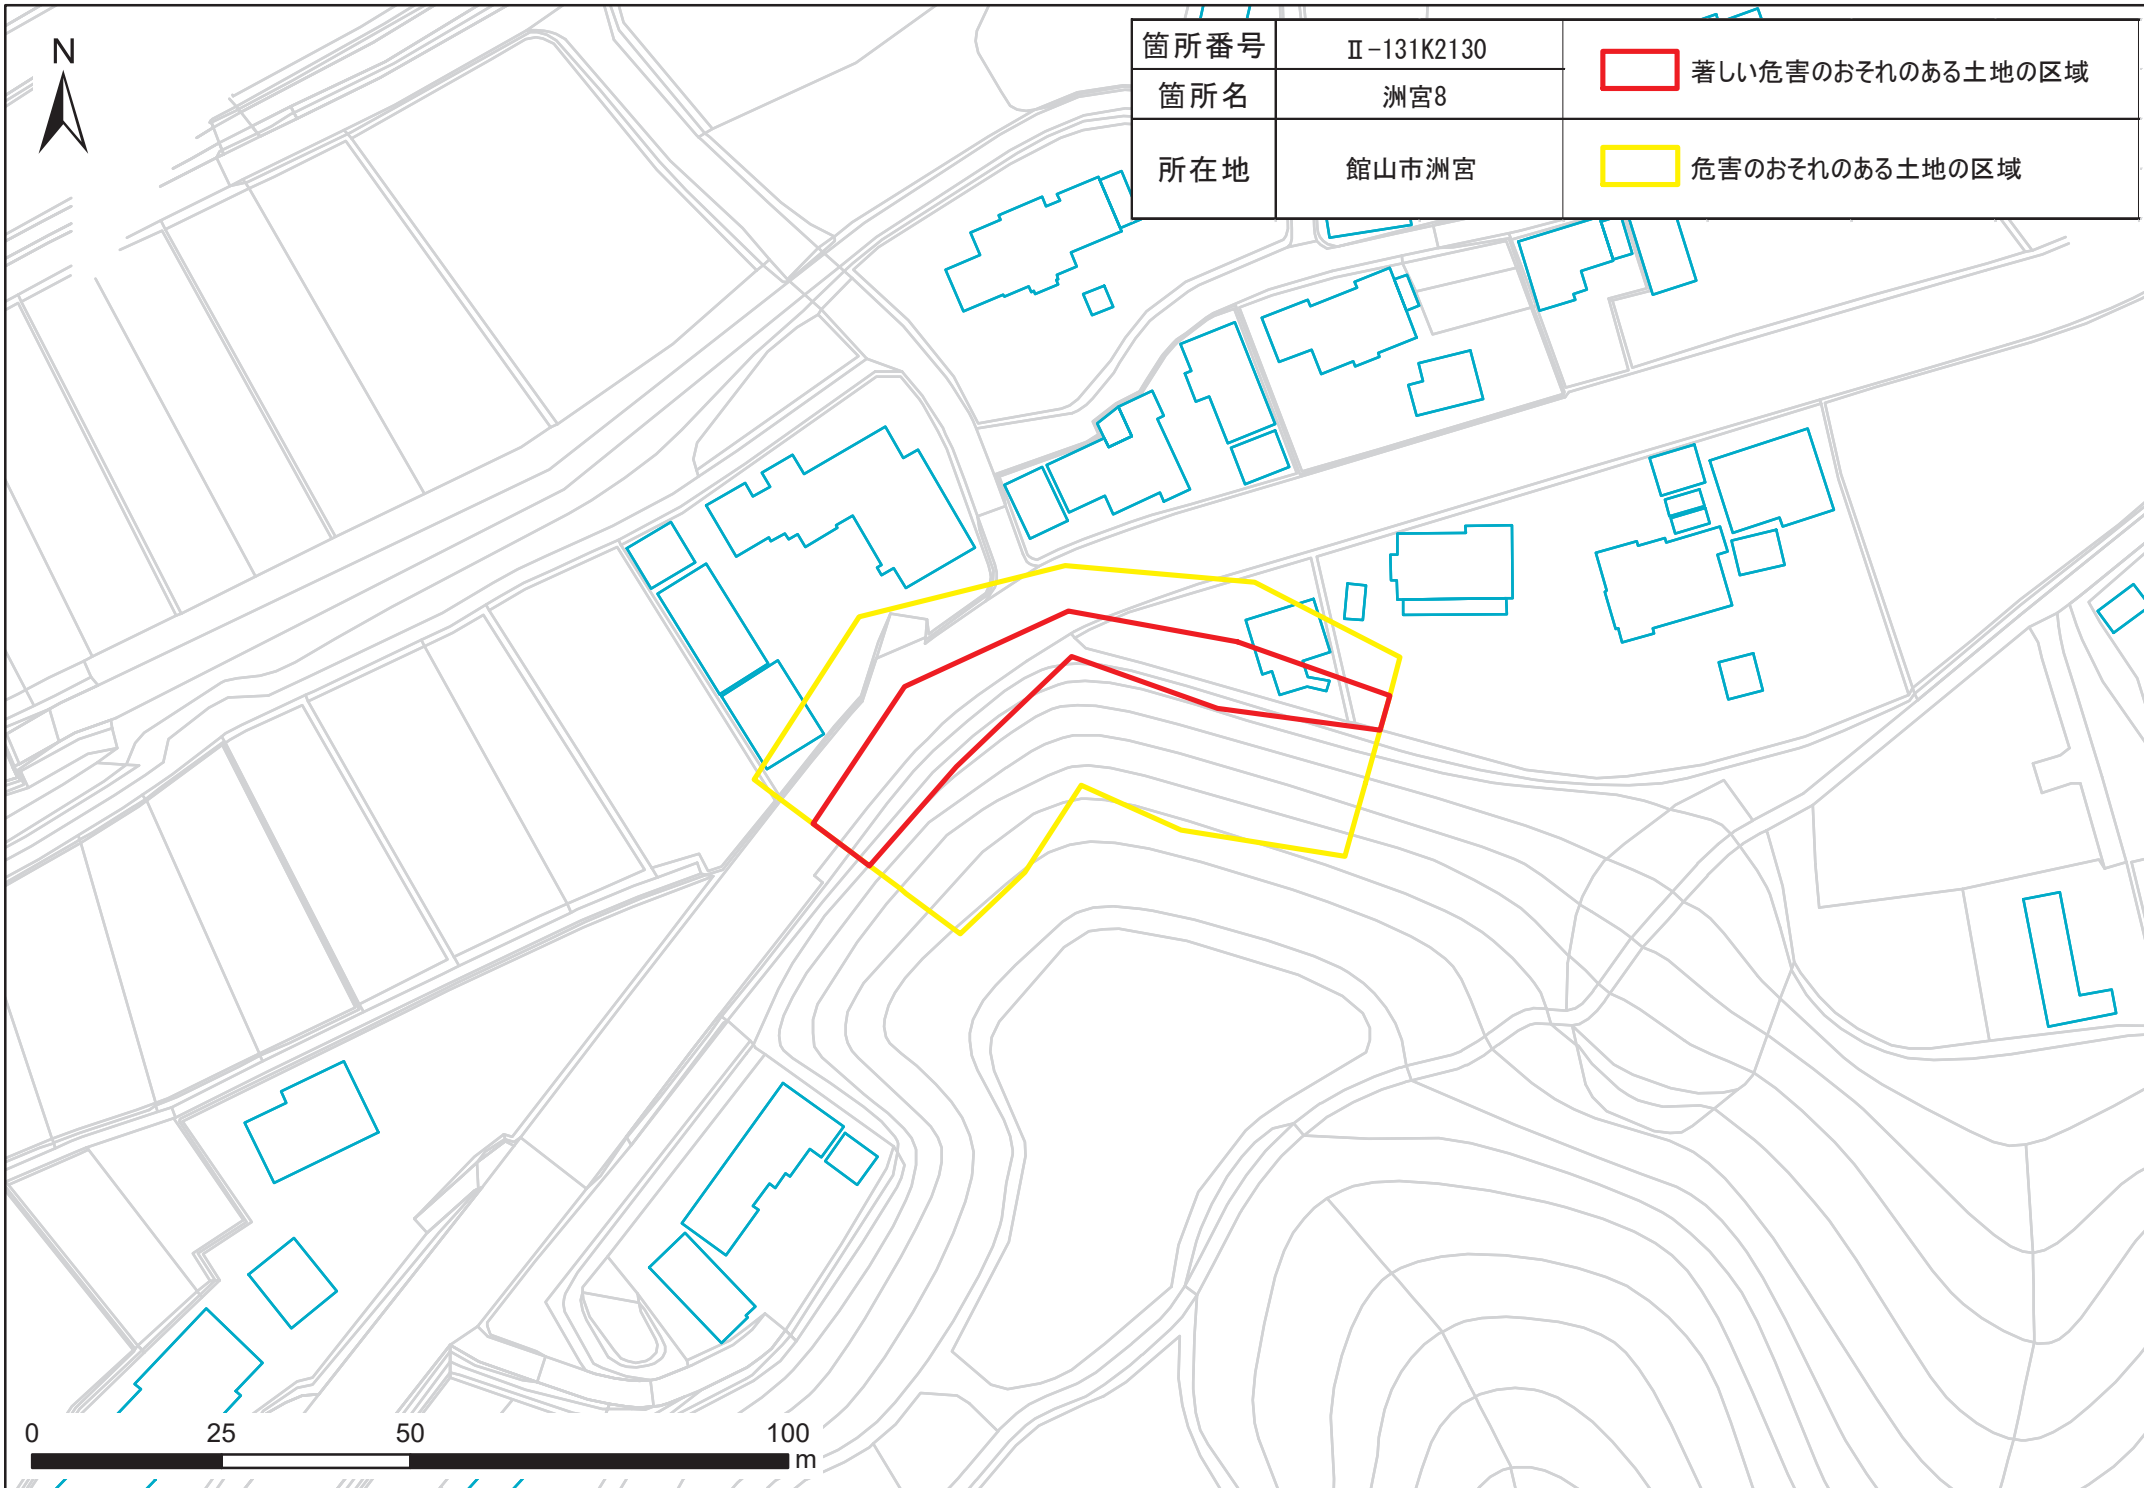 N
箇所番号 Ⅱ-131K2130
箇所名 洲宮8
所在地 館山市洲宮
著しい危害のおそれのある土地の区域
危害のおそれのある土地の区域
0 25 50 100
m